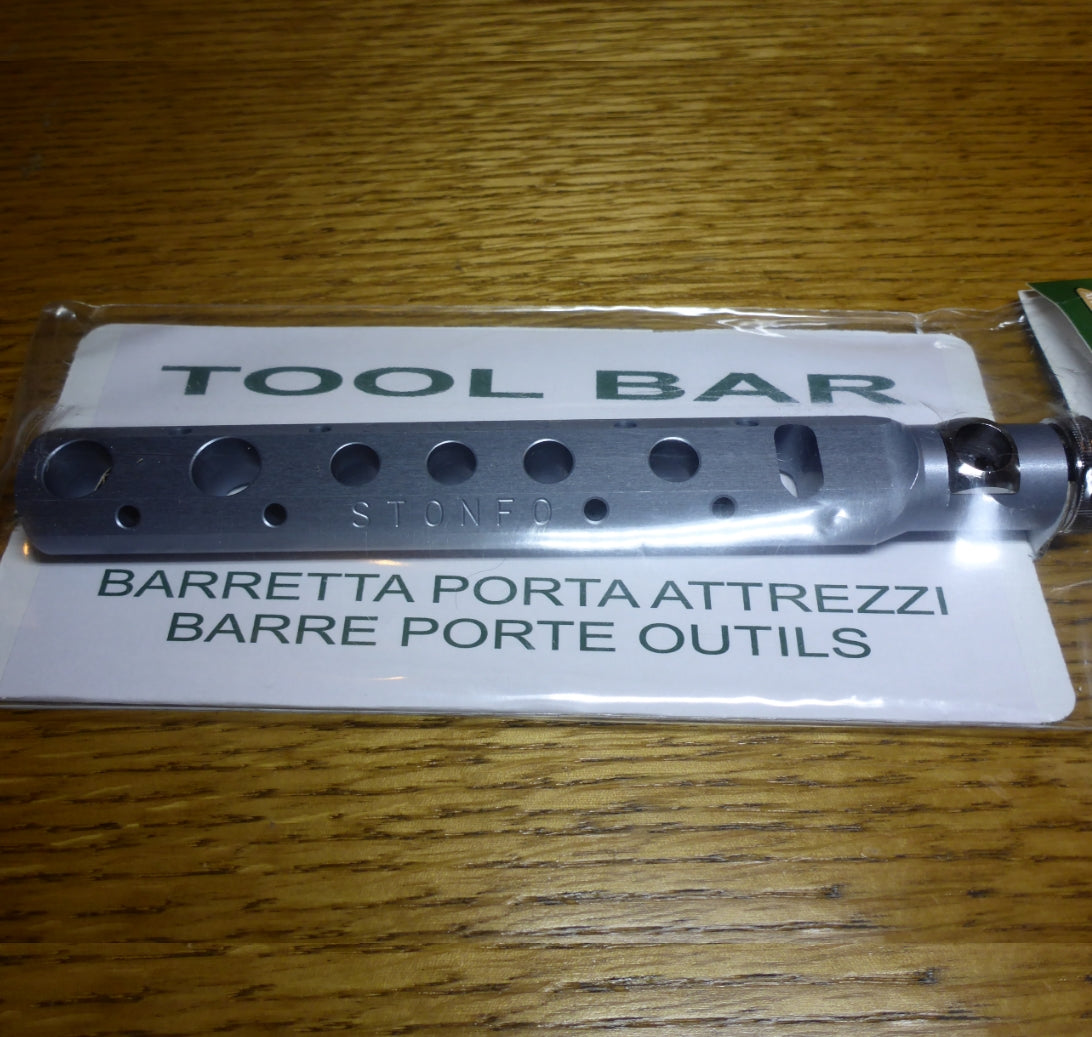 TOOL BAR
STONFO
BARRETTA PORTA ATTREZZI
BARRE PORTE OUTILS